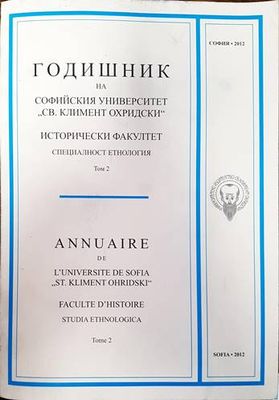 СОФИЯ • 2012
ГОДИШНИК
НА
СОФИЙСКИЯ УНИВЕРСИТЕТ
„СВ. КЛИМЕНТ ОХРИДСКИ“
ИСТОРИЧЕСКИ ФАКУЛТЕТ
СПЕЦИАЛНОСТ ЕТНОЛОГИЯ
Том 2
ANNUAIRE
DE
L'UNIVERSITE DE SOFIA
„ST. KLIMENT OHRIDSKI“
FACULTE D'HISTOIRE
STUDIA ETHNOLOGICA
Tome 2
SOFIA • 2012